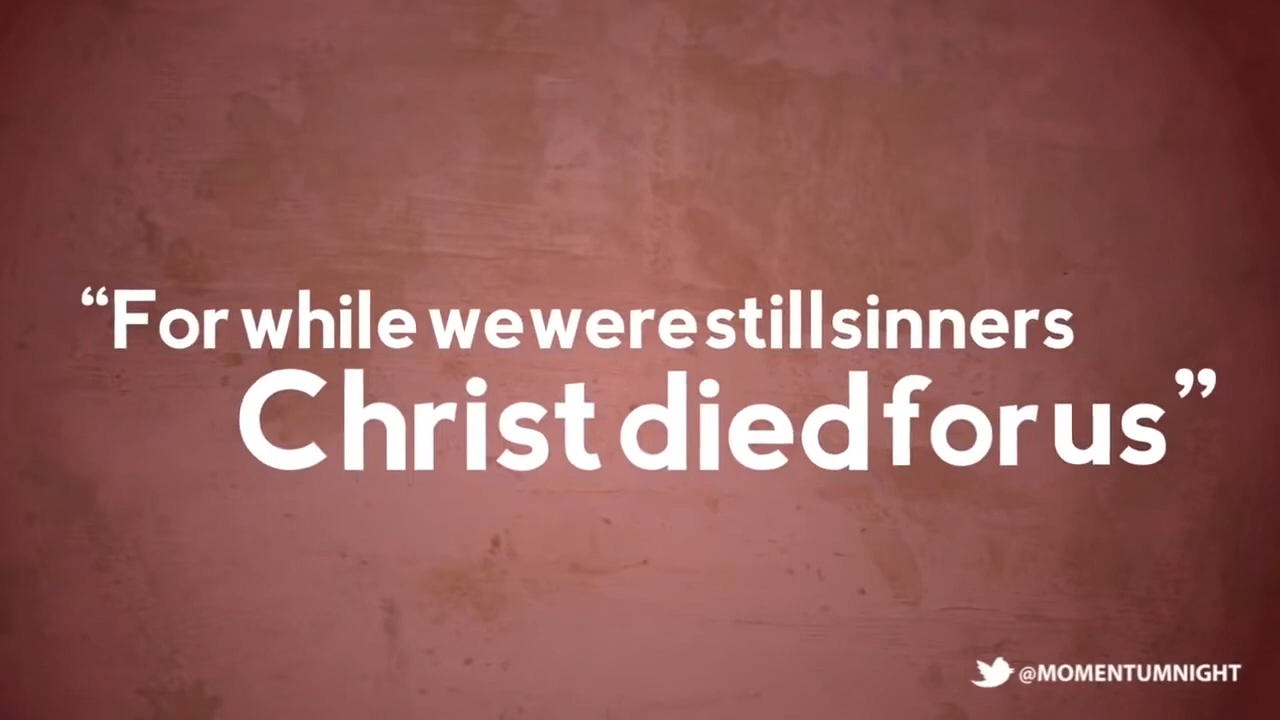 “For while we were still sinners
Christ died for us”
@MOMENTUMNIGHT